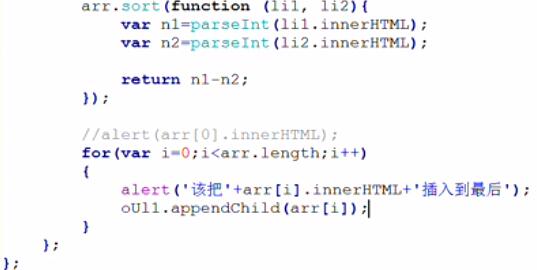 arr.sort(function (li1, li2){
var n1=parseInt(li1.innerHTML);
var n2=parseInt(li2.innerHTML);
return n1-n2;
});
//alert(arr[0].innerHTML);
for(var i=0;i<arr.length;i++)
{
alert('该把'+arr[i].innerHTML+'插入到最后');
oUl1.appendChild(arr[i]);
}
};
};